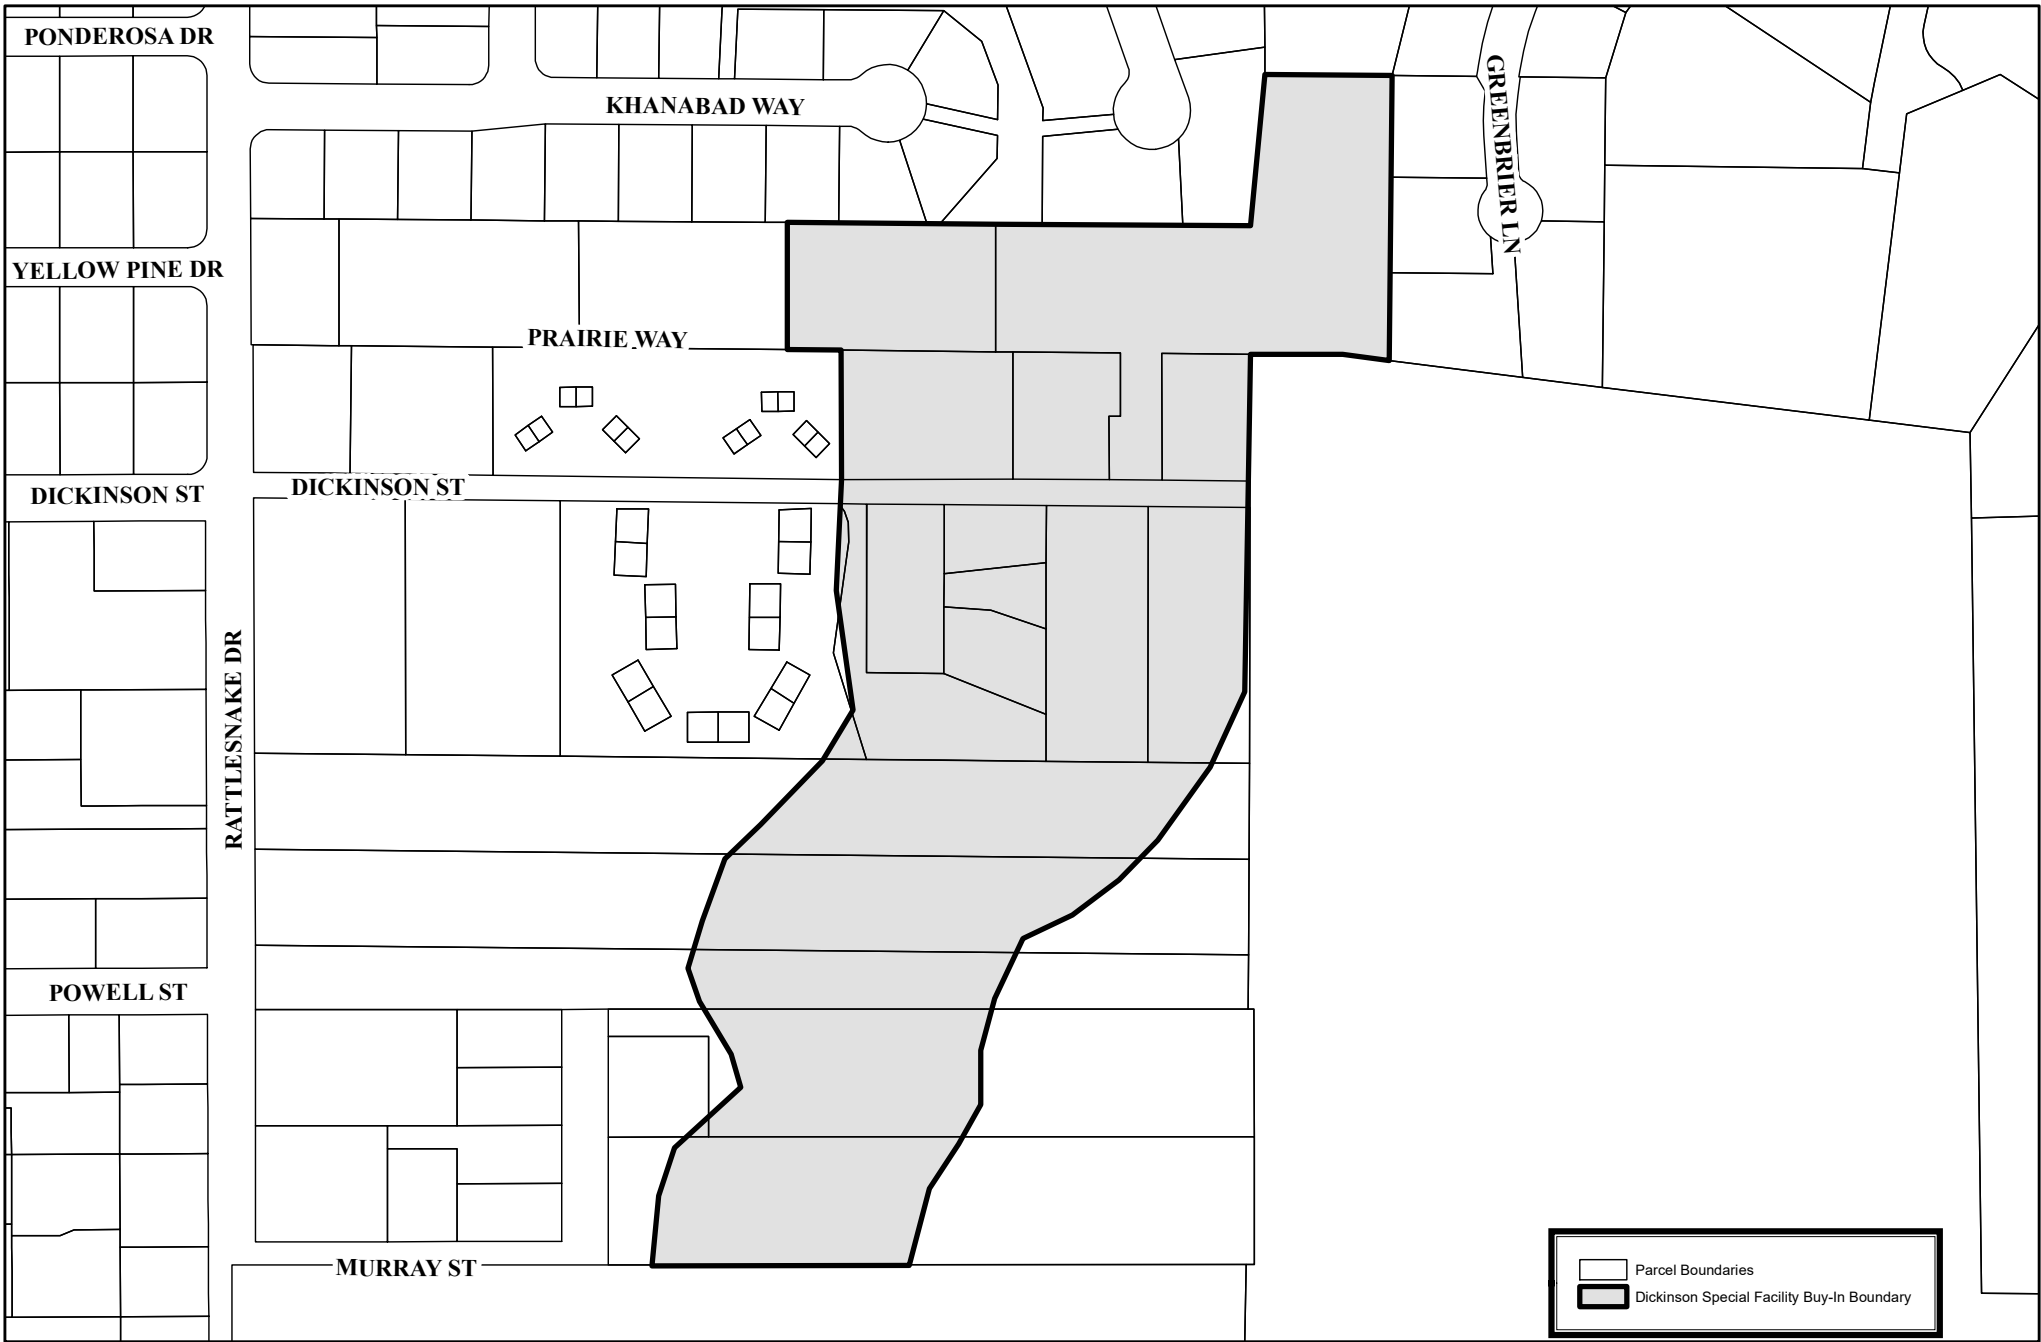 PONDEROSA DR
KHANABAD WAY
GREENBRIER LN
YELLOW PINE DR
PRAIRIE WAY
DICKINSON ST
DICKINSON ST
RATTLESNAKE DR
POWELL ST
MURRAY ST
Parcel Boundaries
Dickinson Special Facility Buy-In Boundary